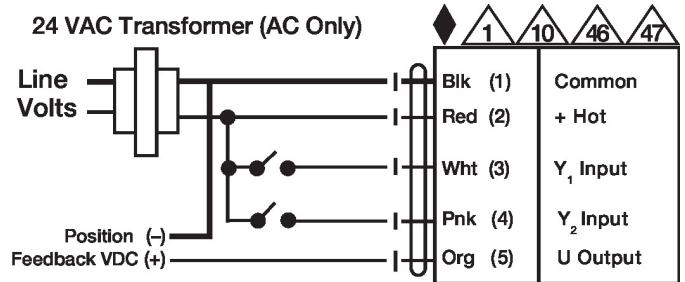 24 VAC Transformer (AC Only)
1 10 46 47
Line
Volts
Blk (1) Common
Red (2) + Hot
Wht (3) Y1 Input
Pnk (4) Y2 Input
Position (–)
Feedback VDC (+)
Org (5) U Output